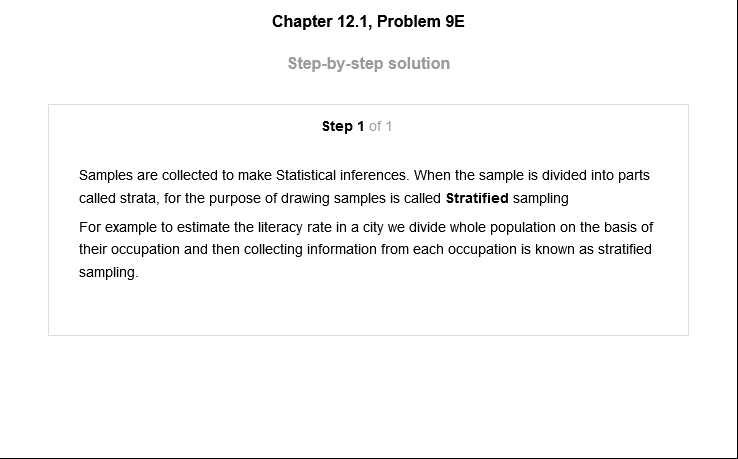 Chapter 12.1, Problem 9E
Step-by-step solution
Step 1 of 1
Samples are collected to make Statistical inferences. When the sample is divided into parts
called strata, for the purpose of drawing samples is called Stratified sampling
For example to estimate the literacy rate in a city we divide whole population on the basis of
their occupation and then collecting information from each occupation is known as stratified
sampling.